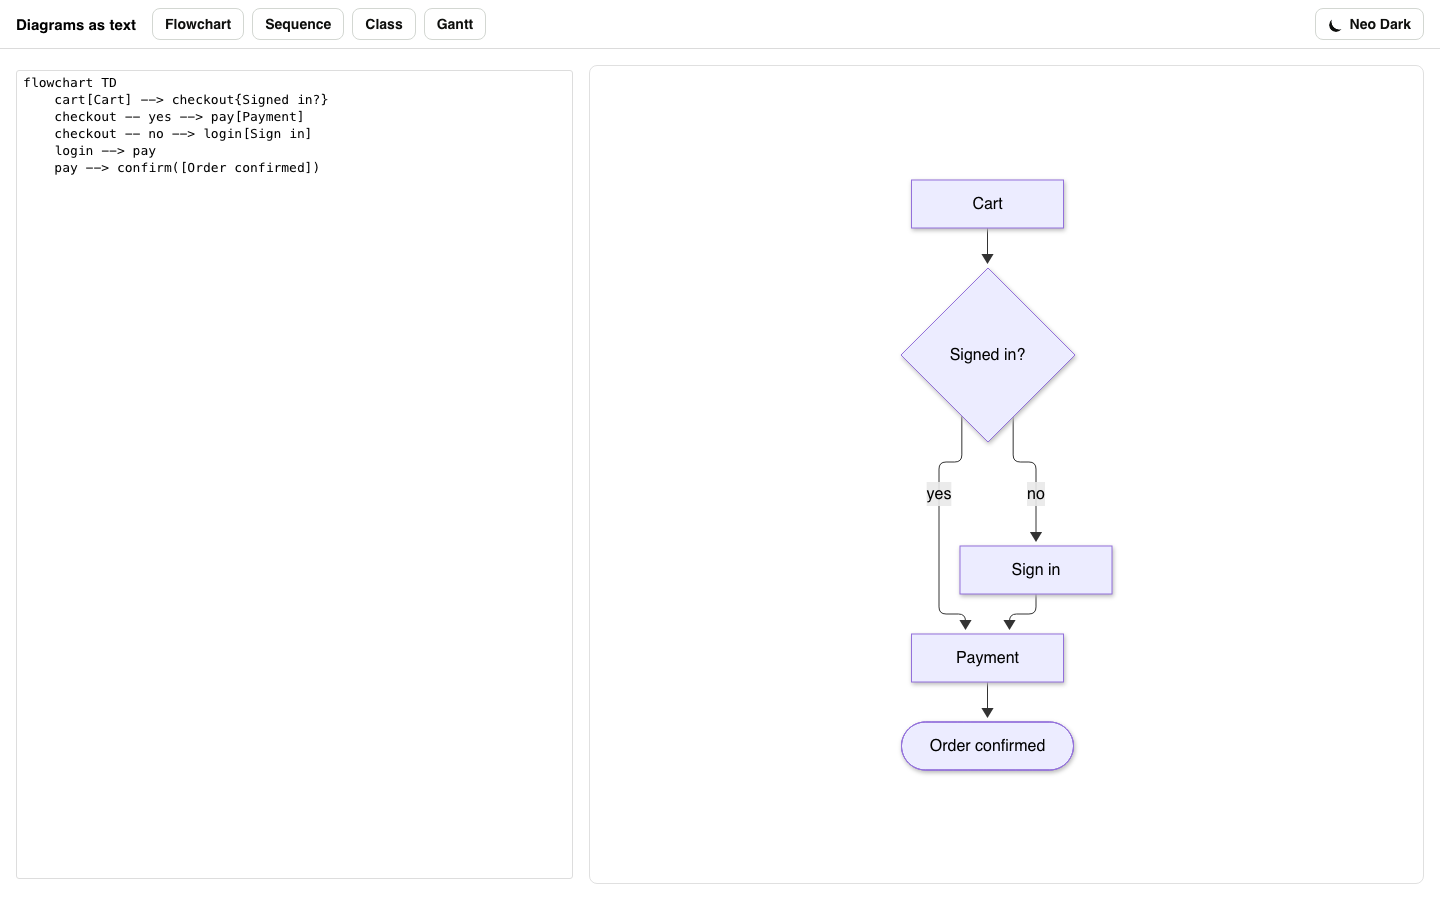 Diagrams as text
Flowchart
Sequence
Class
Gantt
Neo Dark
flowchart TD
    cart[Cart] --> checkout{Signed in?}
    checkout -- yes --> pay[Payment]
    checkout -- no --> login[Sign in]
    login --> pay
    pay --> confirm([Order confirmed])
Cart
Signed in?
yes
no
Sign in
Payment
Order confirmed